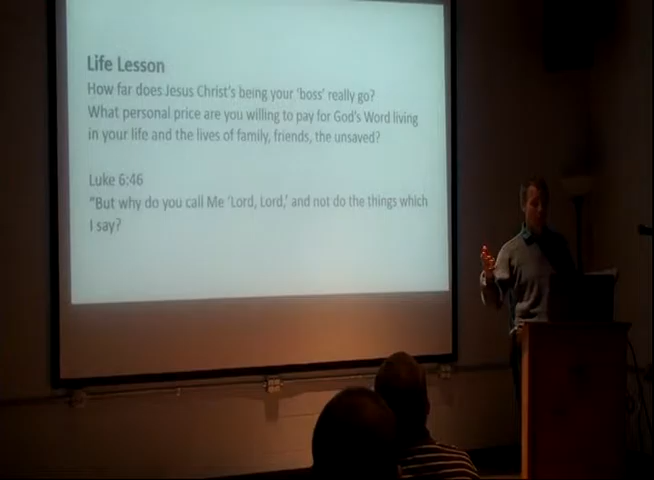 Life Lesson
How far does Jesus Christ's being your 'boss' really go?
What personal price are you willing to pay for God's Word living
in your life and the lives of family, friends, the unsaved?
Luke 6:46
"But why do you call Me 'Lord, Lord,' and not do the things which
I say?